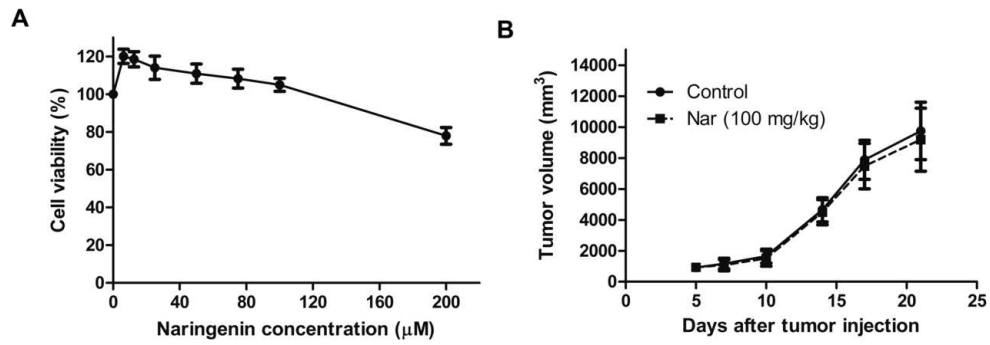 A
Cell viability (%)
120
100
80
60
40
20
0
0 40 80 120 160 200
Naringenin concentration (μM)
B
Tumor volume (mm³)
14000
12000
10000
8000
6000
4000
2000
0
Control
Nar (100 mg/kg)
0 5 10 15 20 25
Days after tumor injection